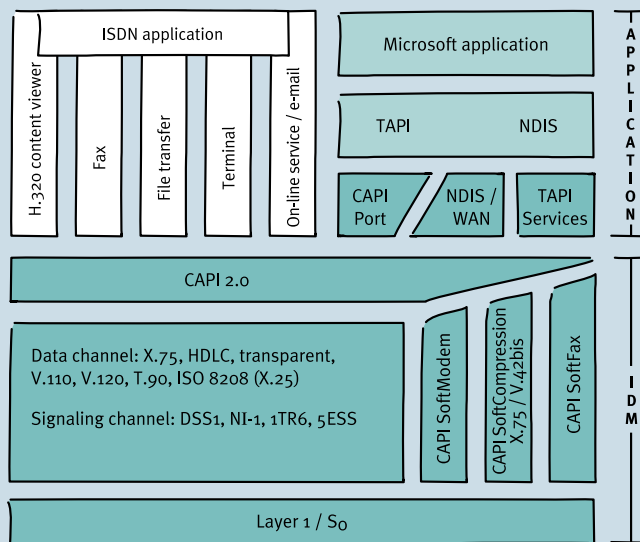 ISDN application
H.320 content viewer
Fax
File transfer
Terminal
On-line service / e-mail
Microsoft application
TAPI NDIS
CAPI
Port
NDIS /
WAN
TAPI
Services
APPLICATION
CAPI 2.0
Data channel: X.75, HDLC, transparent,
V.110, V.120, T.90, ISO 8208 (X.25)
Signaling channel: DSS1, NI-1, 1TR6, 5ESS
CAPI SoftModem
CAPI SoftCompression
X.75 / V.42bis
CAPI SoftFax
IDM
Layer 1 / S0